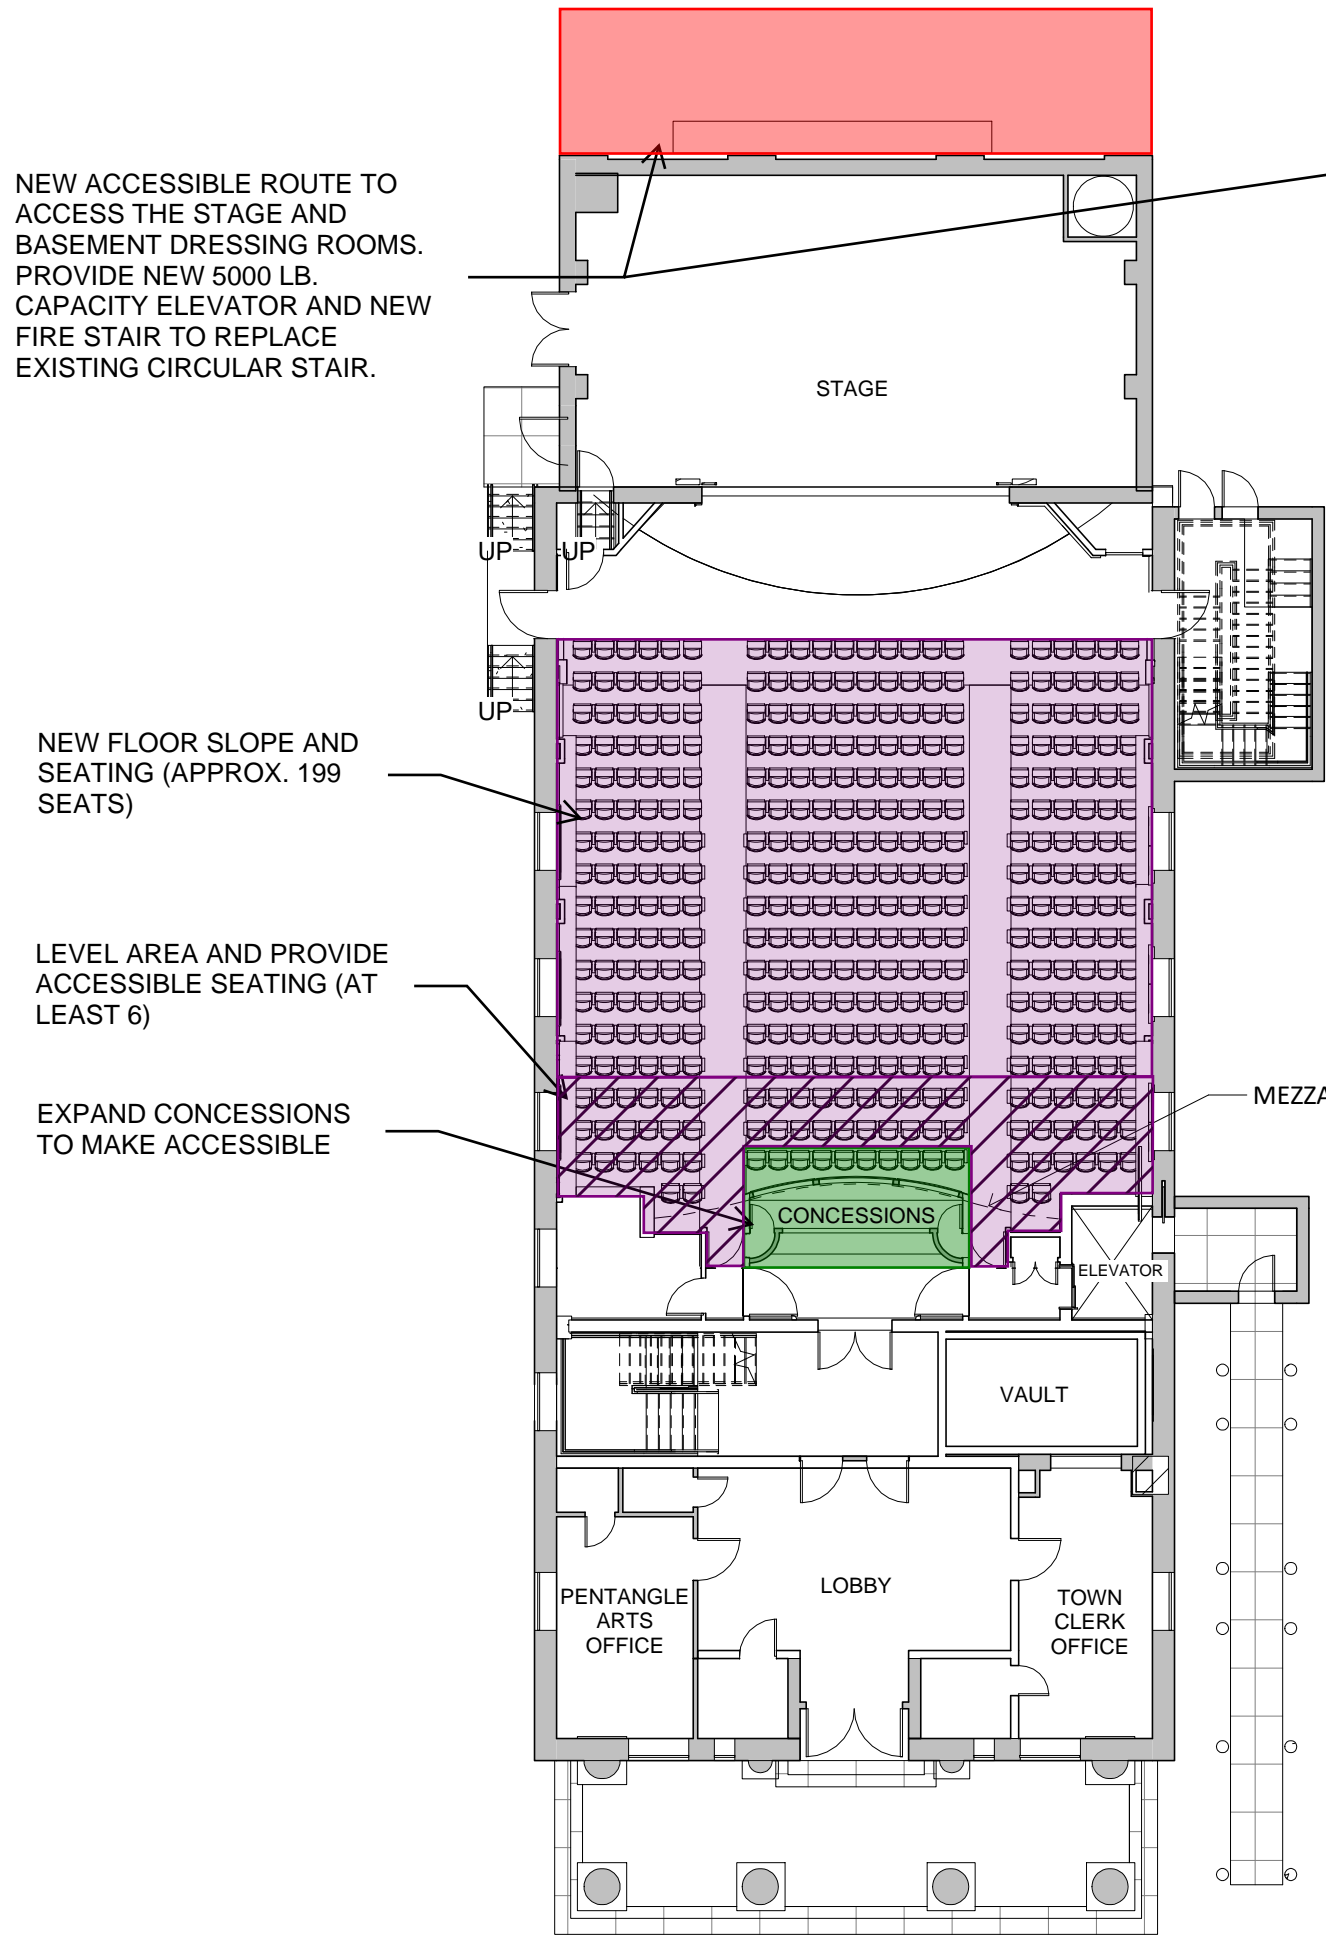 NEW ACCESSIBLE ROUTE TO
ACCESS THE STAGE AND
BASEMENT DRESSING ROOMS.
PROVIDE NEW 5000 LB.
CAPACITY ELEVATOR AND NEW
FIRE STAIR TO REPLACE
EXISTING CIRCULAR STAIR.
STAGE
UP
UP
UP
NEW FLOOR SLOPE AND
SEATING (APPROX. 199
SEATS)
LEVEL AREA AND PROVIDE
ACCESSIBLE SEATING (AT
LEAST 6)
EXPAND CONCESSIONS
TO MAKE ACCESSIBLE
MEZZA
CONCESSIONS
ELEVATOR
VAULT
LOBBY
PENTANGLE
ARTS
OFFICE
TOWN
CLERK
OFFICE